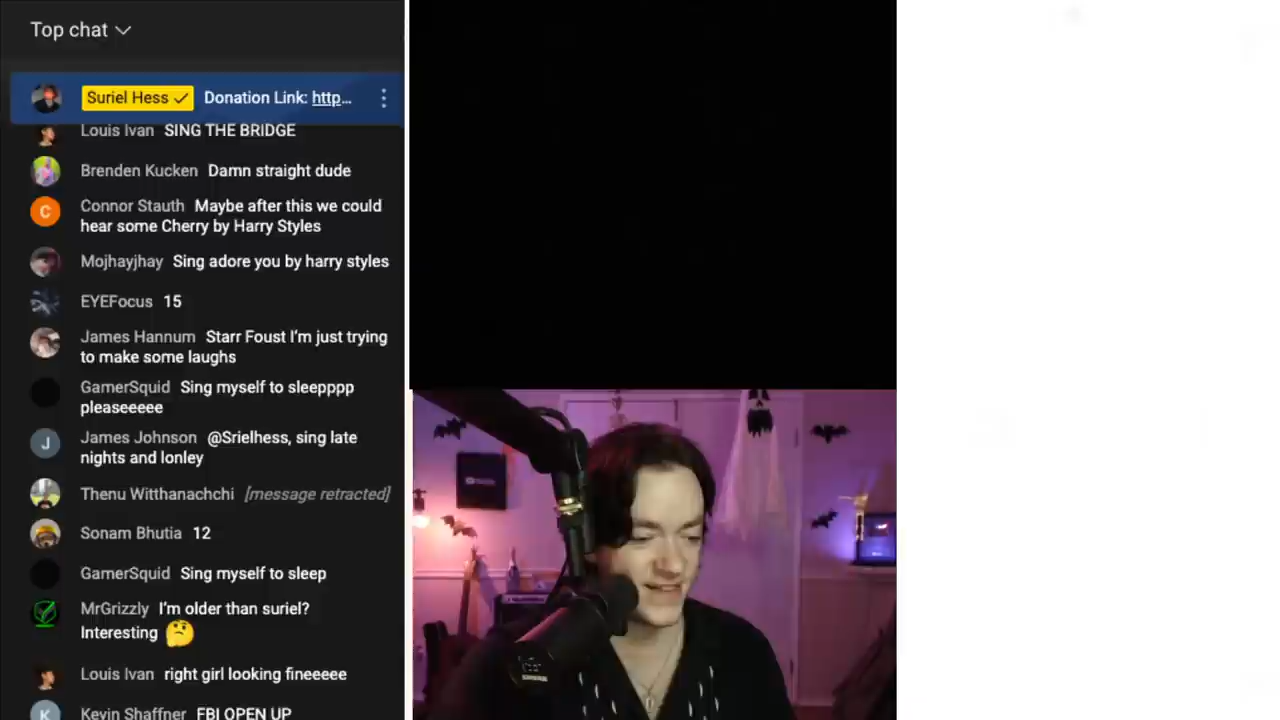 Top chat
Suriel Hess Donation Link: http...
Louis Ivan SING THE BRIDGE
Brenden Kucken Damn straight dude
C
Connor Stauth Maybe after this we could
hear some Cherry by Harry Styles
Mojhayjhay Sing adore you by harry styles
EYEFocus 15
James Hannum Starr Foust I'm just trying
to make some laughs
GamerSquid Sing myself to sleepppp
pleaseeeee
J
James Johnson @Srielhess, sing late
nights and lonley
Thenu Witthanachchi [message retracted]
Sonam Bhutia 12
GamerSquid Sing myself to sleep
MrGrizzly I'm older than suriel?
Interesting 🤔
Louis Ivan right girl looking fineeeee
K
Kevin Shaffner FBI OPEN UP